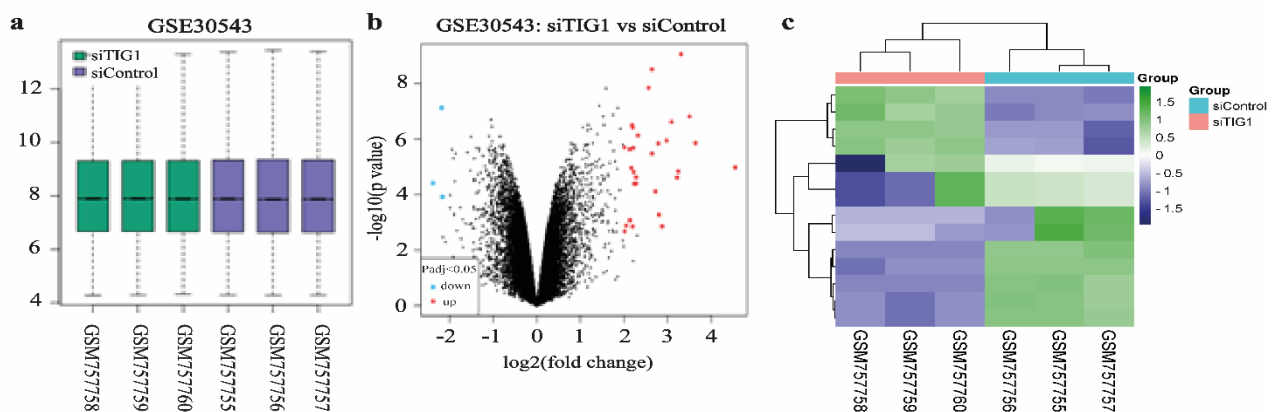 a
GSE30543
siTIG1
siControl
12
10
8
6
4
GSM757758
GSM757759
GSM757760
GSM757755
GSM757756
GSM757757
b
GSE30543: siTIG1 vs siControl
-log10(p value)
8
6
4
2
0
Padj<0.05
down
up
-2
-1
0
1
2
3
4
log2(fold change)
c
Group
1.5
1
0.5
0
-0.5
-1
-1.5
Group
siControl
siTIG1
GSM757758
GSM757759
GSM757760
GSM757756
GSM757755
GSM757757